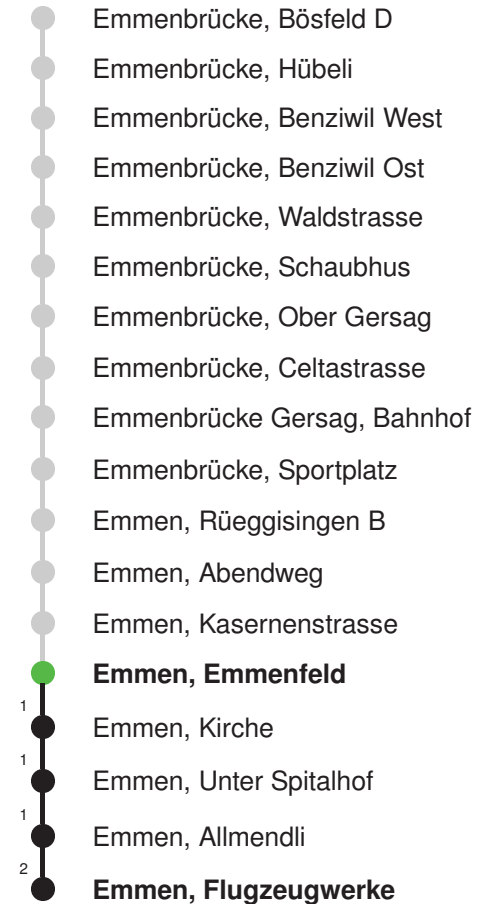 Emmenbrücke, Bösfeld D
Emmenbrücke, Hübeli
Emmenbrücke, Benziwil West
Emmenbrücke, Benziwil Ost
Emmenbrücke, Waldstrasse
Emmenbrücke, Schaubhus
Emmenbrücke, Ober Gersag
Emmenbrücke, Celtastrasse
Emmenbrücke Gersag, Bahnhof
Emmenbrücke, Sportplatz
Emmen, Rüeggisingen B
Emmen, Abendweg
Emmen, Kasernenstrasse
Emmen, Emmenfeld
1 Emmen, Kirche
1 Emmen, Unter Spitalhof
1 Emmen, Allmendli
2 Emmen, Flugzeugwerke